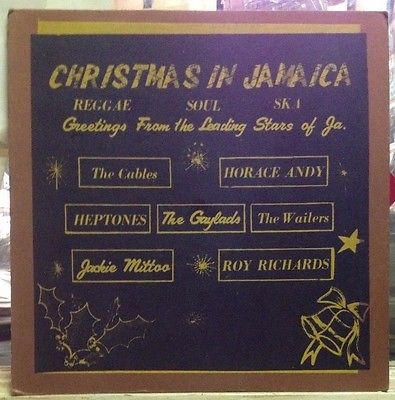 CHRISTMAS IN JAMAICA
REGGAE SOUL SKA
Greetings From the Leading Stars of Ja.
The Cables HORACE ANDY
HEPTONES The Gaylads The Wailers
Jackie Mittoo ROY RICHARDS